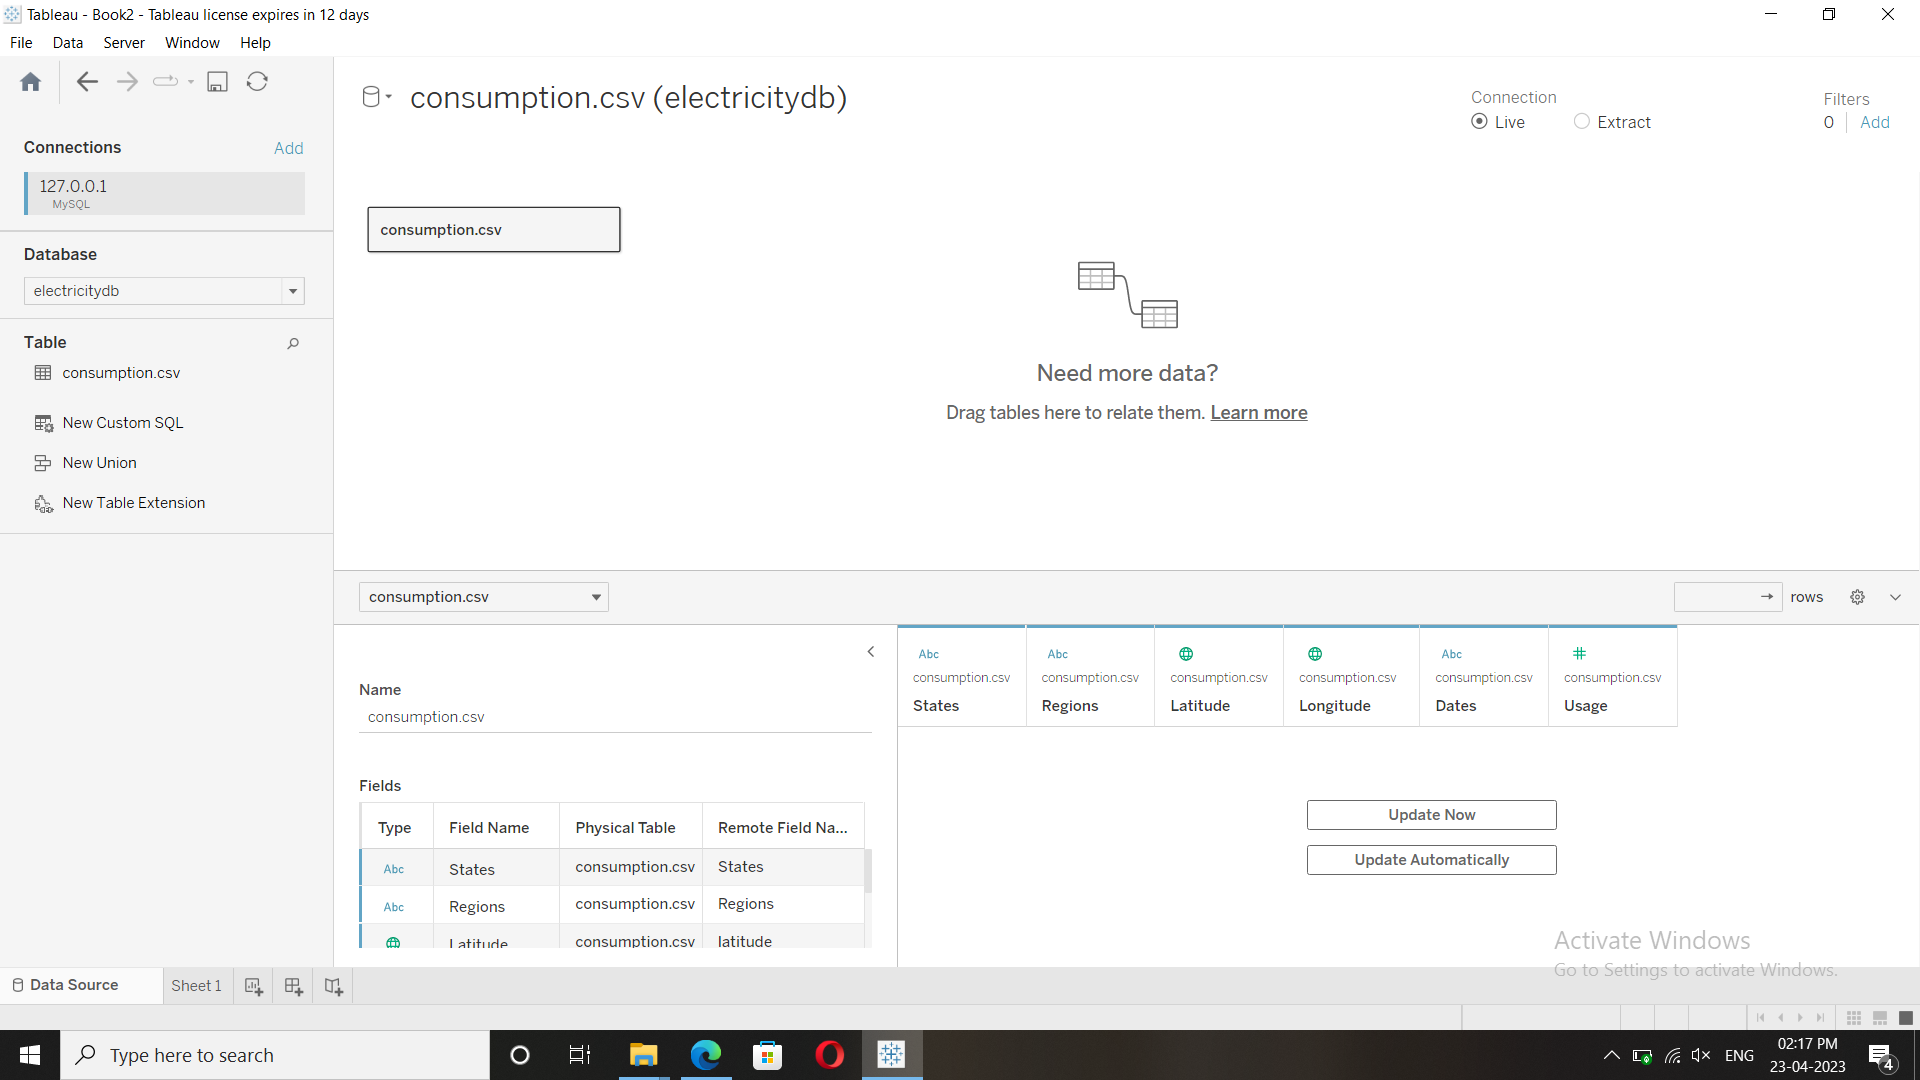 Tableau - Book2 - Tableau license expires in 12 days
File Data Server Window Help
Connections Add
127.0.0.1
MySQL
Database
electricitydb
Table
consumption.csv
New Custom SQL
New Union
New Table Extension
consumption.csv (electricitydb)
Connection
Live Extract
Filters
0 Add
consumption.csv
Need more data?
Drag tables here to relate them. Learn more
consumption.csv
rows
Name
consumption.csv
Fields
Type Field Name Physical Table Remote Field Na...
Abc States consumption.csv States
Abc Regions consumption.csv Regions
Latitude consumption.csv latitude
Abc Abc Abc
consumption.csv consumption.csv consumption.csv consumption.csv consumption.csv consumption.csv
States Regions Latitude Longitude Dates Usage
Update Now
Update Automatically
Activate Windows
Go to Settings to activate Windows.
Data Source Sheet 1
Type here to search
ENG
02:17 PM
23-04-2023
4